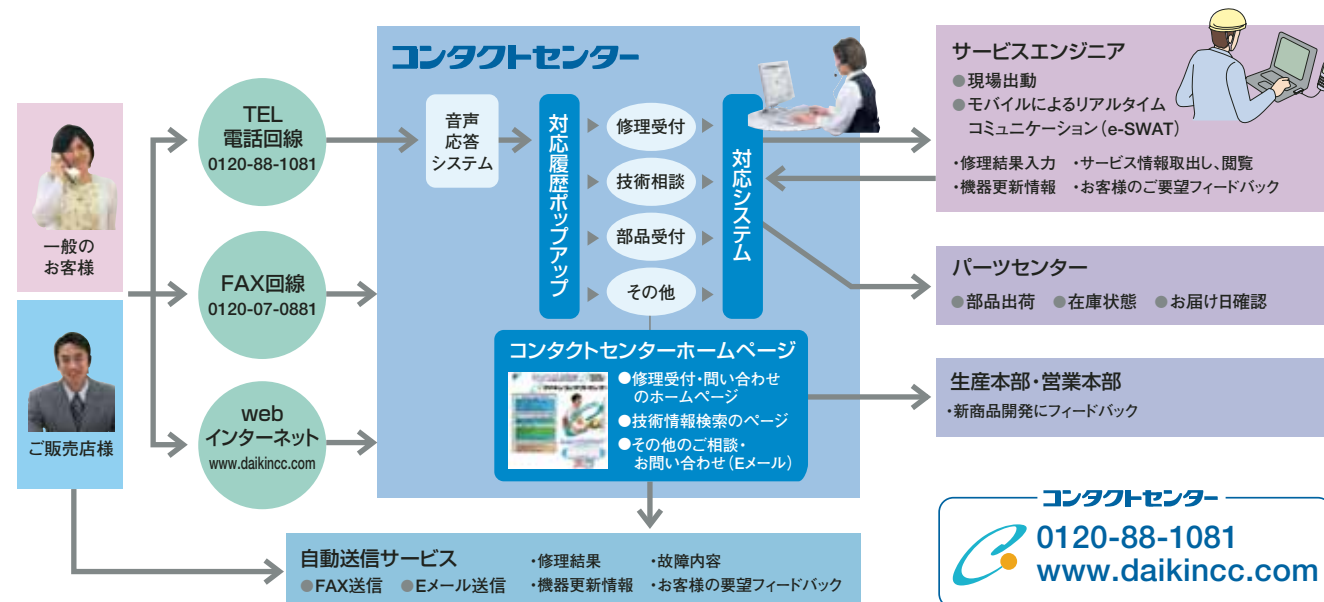 コンタクトセンター
一般の
お客様
ご販売店様
TEL
電話回線
0120-88-1081
FAX回線
0120-07-0881
web
インターネット
www.daikincc.com
音声
応答
システム
対応履歴ポップアップ
修理受付
技術相談
部品受付
その他
対応システム
コンタクトセンターホームページ
●修理受付・問い合わせ
のホームページ
●技術情報検索のページ
●その他のご相談・
お問い合わせ（Eメール）
サービスエンジニア
●現場出動
●モバイルによるリアルタイム
コミュニケーション（e-SWAT）
・修理結果入力 ・サービス情報取出し、閲覧
・機器更新情報 ・お客様のご要望フィードバック
パーツセンター
●部品出荷 ●在庫状態 ●お届け日確認
生産本部・営業本部
・新商品開発にフィードバック
自動送信サービス
●FAX送信 ●Eメール送信
・修理結果 ・故障内容
・機器更新情報 ・お客様の要望フィードバック
コンタクトセンター
0120-88-1081
www.daikincc.com